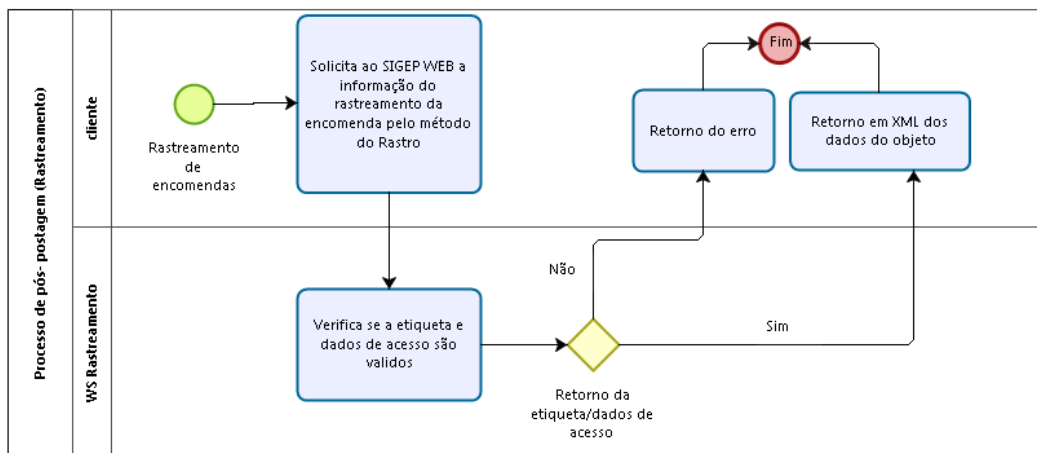 Processo de pós- postagem (Rastreamento)
cliente
Rastreamento
de
encomendas
Solicita ao SIGEP WEB a
informação do
rastreamento da
encomenda pelo método
do Rastro
Retorno do erro
Retorno em XML dos
dados do objeto
Fim
WS Rastreamento
Verifica se a etiqueta e
dados de acesso são
validos
Retorno da
etiqueta/dados de
acesso
Não
Sim